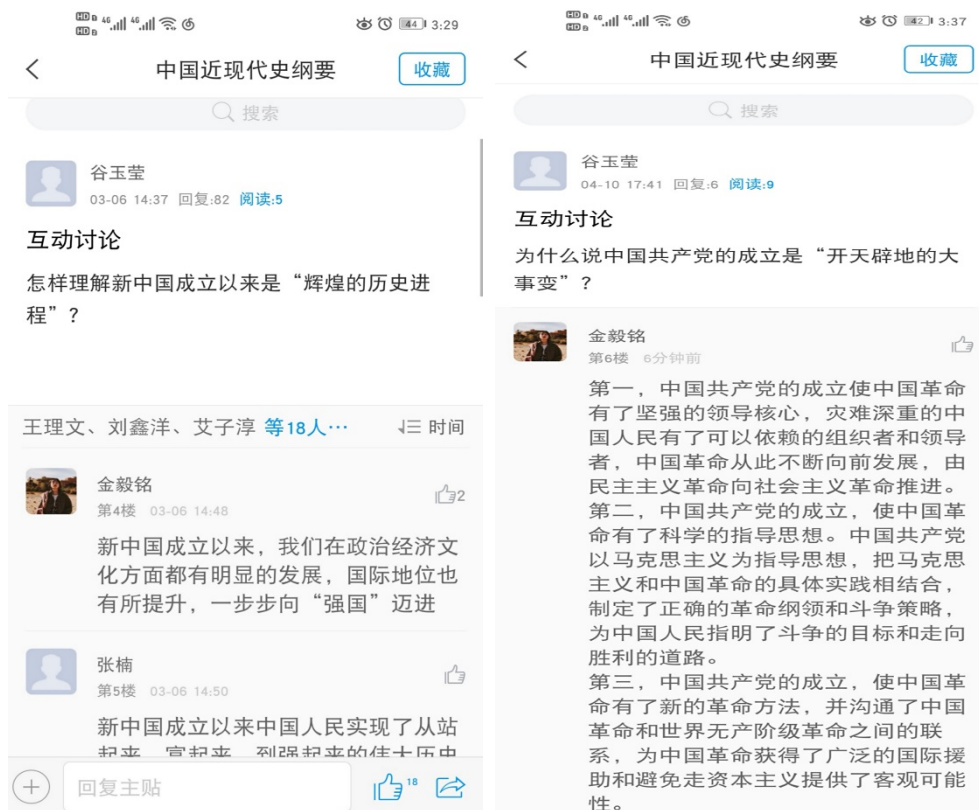 44 3:29
中国近现代史纲要
收藏
搜索
谷玉莹
03-06 14:37 回复:82 阅读:5
互动讨论
怎样理解新中国成立以来是“辉煌的历史进
程”？
王理文、刘鑫洋、艾子淳 等18人… 时间
金毅铭
2
第4楼 03-06 14:48
新中国成立以来，我们在政治经济文
化方面都有明显的发展，国际地位也
有所提升，一步步向“强国”迈进
张楠
第5楼 03-06 14:50
新中国成立以来中国人民实现了从站
起来、富起来、到强起来的伟大历史
回复主贴
18
42 3:37
中国近现代史纲要
收藏
搜索
谷玉莹
04-10 17:41 回复:6 阅读:9
互动讨论
为什么说中国共产党的成立是“开天辟地的大
事变”？
金毅铭
第6楼 6分钟前
第一，中国共产党的成立使中国革命
有了坚强的领导核心，灾难深重的中
国人民有了可以依赖的组织者和领导
者，中国革命从此不断向前发展，由
民主主义革命向社会主义革命推进。
第二，中国共产党的成立，使中国革
命有了科学的指导思想。中国共产党
以马克思主义为指导思想，把马克思
主义和中国革命的具体实践相结合，
制定了正确的革命纲领和斗争策略，
为中国人民指明了斗争的目标和走向
胜利的道路。
第三，中国共产党的成立，使中国革
命有了新的革命方法，并沟通了中国
革命和世界无产阶级革命之间的联
系，为中国革命获得了广泛的国际援
助和避免走资本主义提供了客观可能
性。